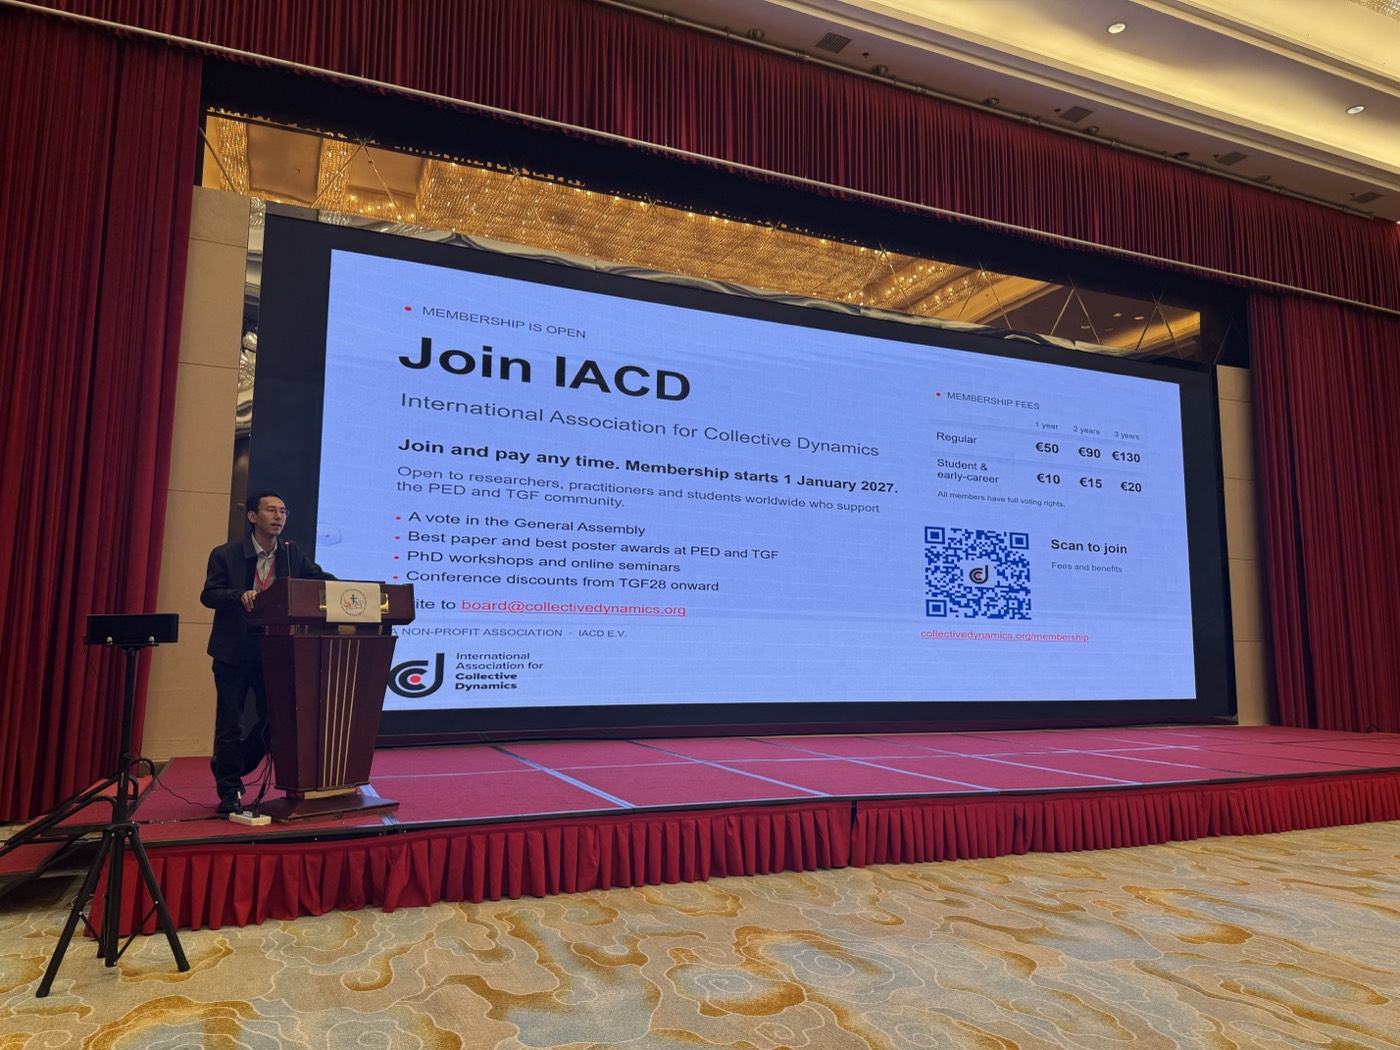 MEMBERSHIP IS OPEN
Join IACD
International Association for Collective Dynamics
Join and pay any time. Membership starts 1 January 2027.
Open to researchers, practitioners and students worldwide who support
the PED and TGF community.
A vote in the General Assembly
Best paper and best poster awards at PED and TGF
PhD workshops and online seminars
Conference discounts from TGF28 onward
ite to board@collectivedynamics.org
A NON-PROFIT ASSOCIATION · IACD E.V.
International
Association for
Collective
Dynamics
MEMBERSHIP FEES
1 year 2 years 3 years
Regular €50 €90 €130
Student &
early-career €10 €15 €20
All members have full voting rights.
Scan to join
Fees and benefits
collectivedynamics.org/membership